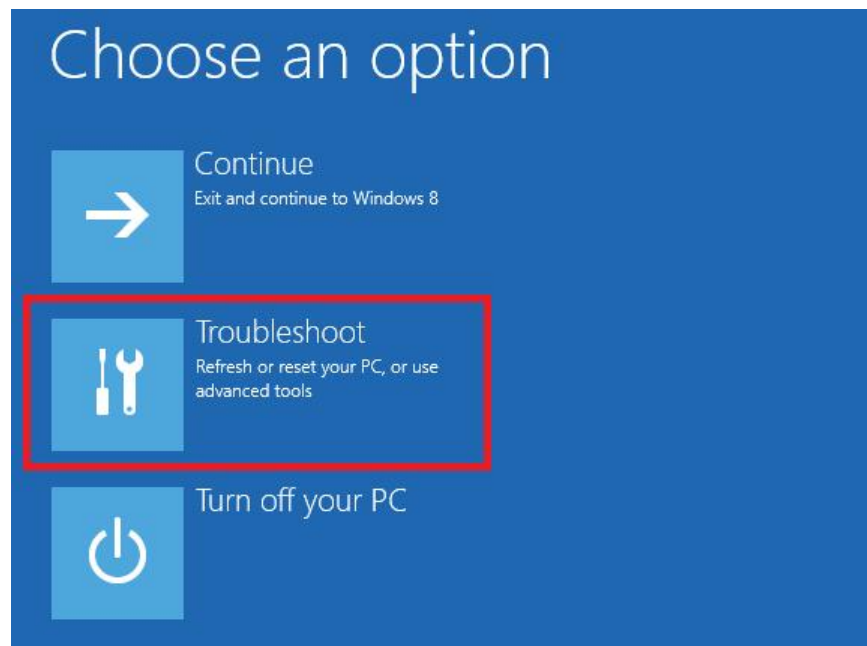 Choose an option
Continue
Exit and continue to Windows 8
Troubleshoot
Refresh or reset your PC, or use
advanced tools
Turn off your PC